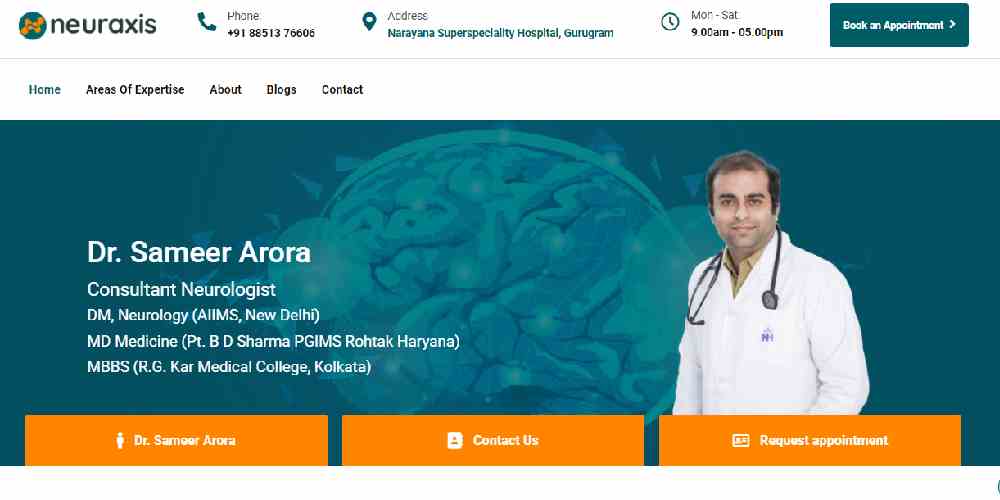 neuraxis
Phone:
+91 88513 76606
Address
Narayana Superspeciality Hospital, Gurugram
Mon - Sat:
9.00am - 05.00pm
Book an Appointment
Home Areas Of Expertise About Blogs Contact
Dr. Sameer Arora
Consultant Neurologist
DM, Neurology (AIIMS, New Delhi)
MD Medicine (Pt. B D Sharma PGIMS Rohtak Haryana)
MBBS (R.G. Kar Medical College, Kolkata)
NH
Dr. Sameer Arora
Contact Us
Request appointment